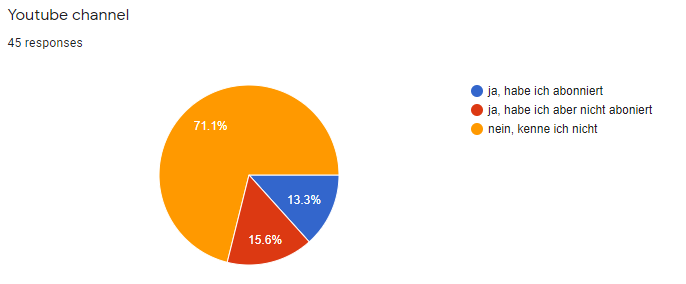 Youtube channel
45 responses
ja, habe ich abonniert
ja, habe ich aber nicht aboniert
nein, kenne ich nicht
71.1%
13.3%
15.6%